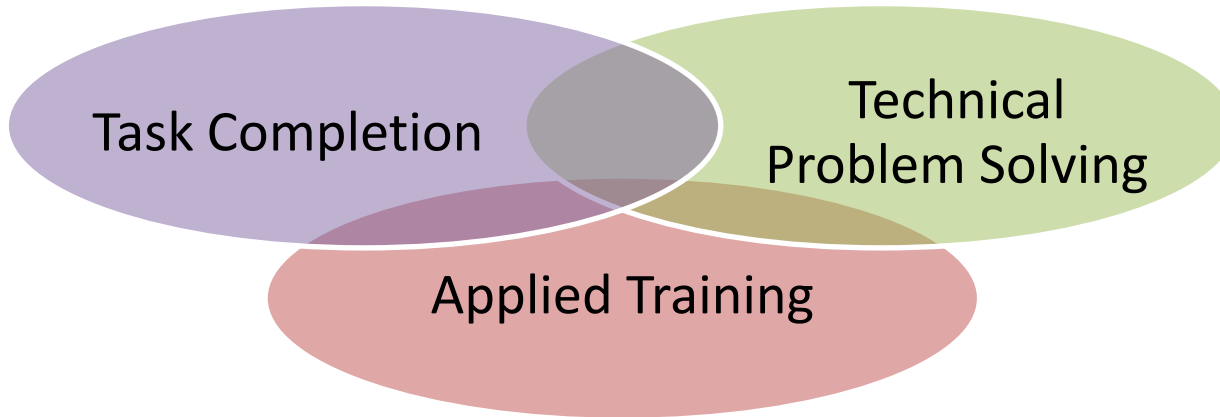 Task Completion
Technical
Problem Solving
Applied Training